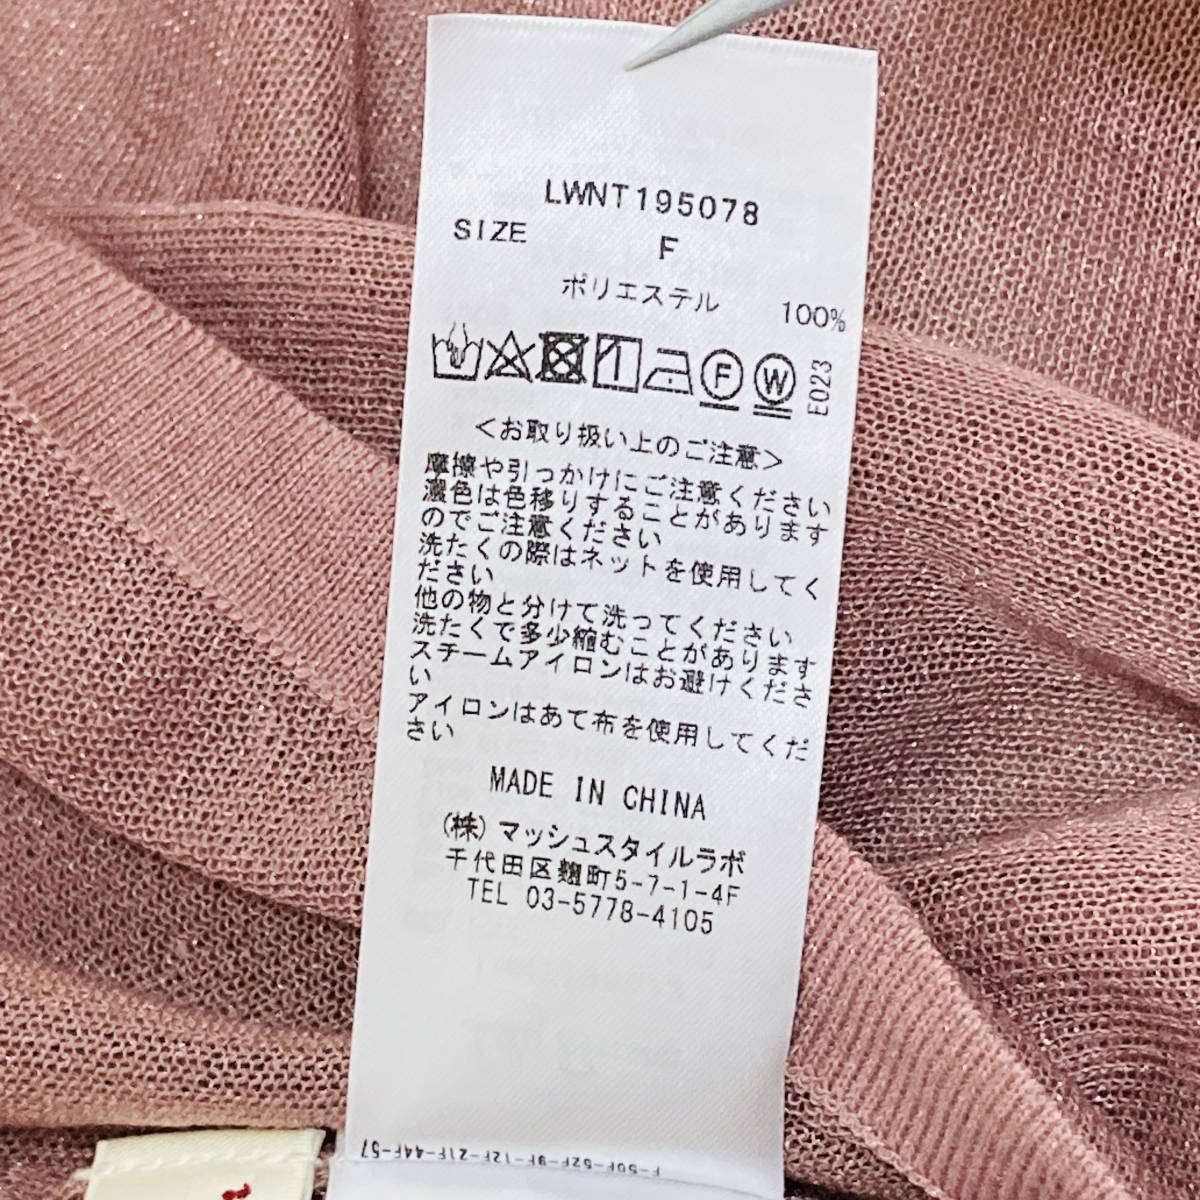 LWNT195078
SIZE F
ポリエステル 100%
F W E023
＜お取り扱い上のご注意＞
摩擦や引っかけにご注意ください
濃色は色移りすることがあります
のでご注意ください
洗たくの際はネットを使用してく
ださい
他の物と分けて洗ってください
洗たくで多少縮むことがあります
スチームアイロンはお避けくださ
い
アイロンはあて布を使用してくだ
さい
MADE IN CHINA
(株)マッシュスタイルラボ
千代田区麹町5-7-1-4F
TEL 03-5778-4105
F-50F-52F-9F-12F-21F-44F-57